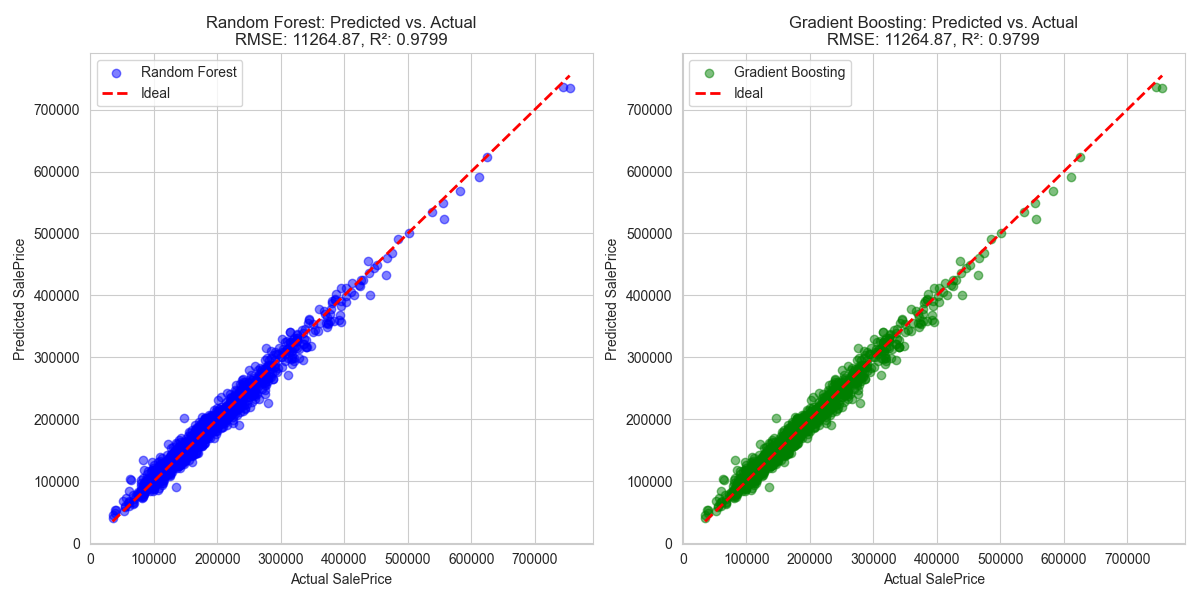 Random Forest: Predicted vs. Actual
RMSE: 11264.87, R²: 0.9799
Random Forest
Ideal
700000
600000
500000
400000
300000
200000
100000
0
Predicted SalePrice
0 100000 200000 300000 400000 500000 600000 700000
Actual SalePrice
Gradient Boosting: Predicted vs. Actual
RMSE: 11264.87, R²: 0.9799
Gradient Boosting
Ideal
700000
600000
500000
400000
300000
200000
100000
0
Predicted SalePrice
0 100000 200000 300000 400000 500000 600000 700000
Actual SalePrice